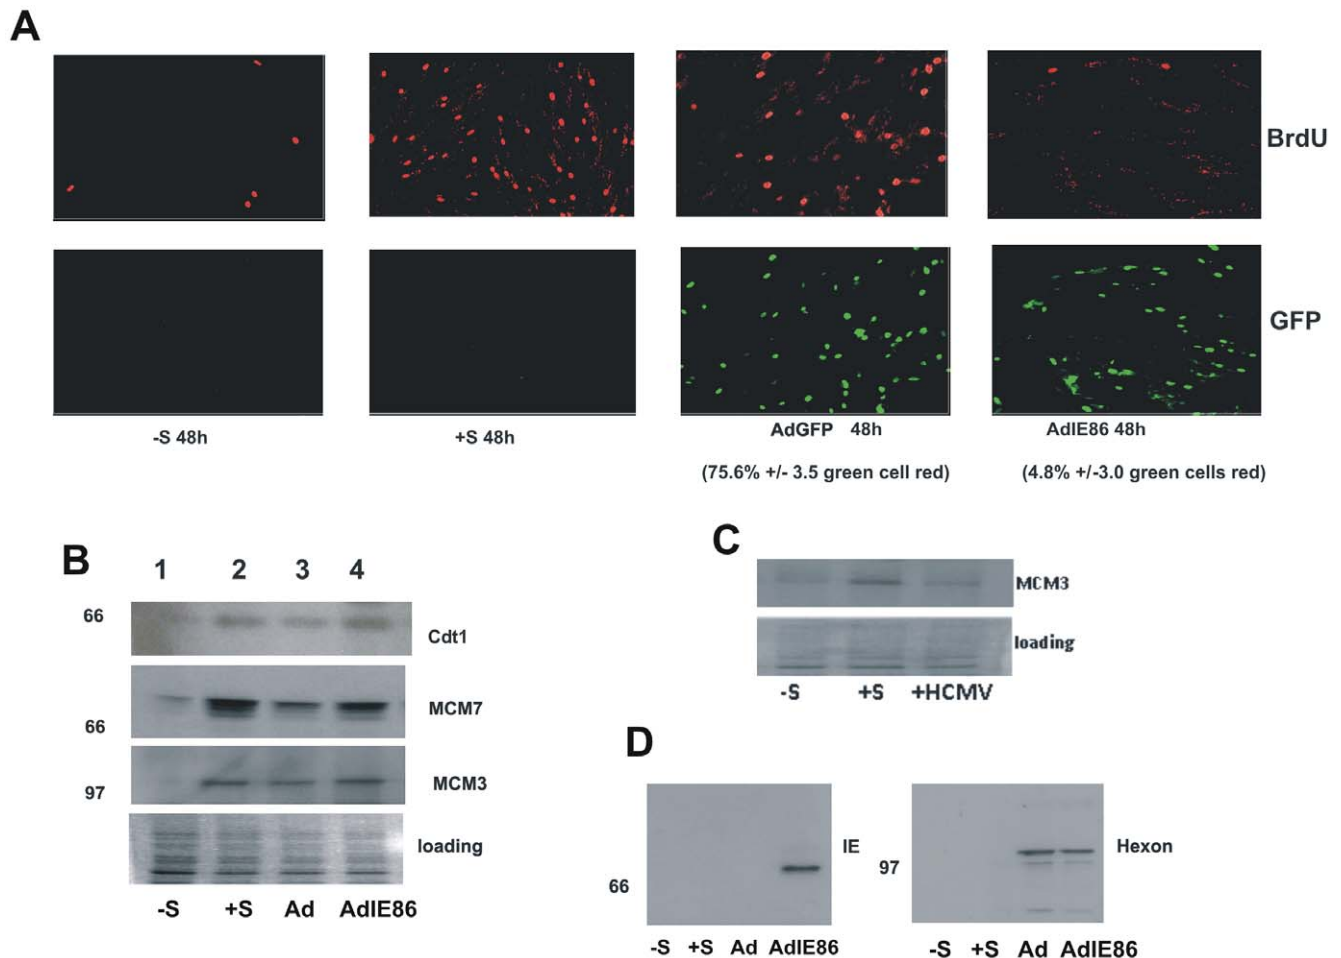 A
BrdU
GFP
-S 48h
+S 48h
AdGFP 48h
AdIE86 48h
(75.6% +/- 3.5 green cell red)
(4.8% +/-3.0 green cells red)
B
1 2 3 4
66
Cdt1
MCM7
66
MCM3
97
loading
-S +S Ad AdIE86
C
MCM3
loading
-S +S +HCMV
D
IE
66
-S +S Ad AdIE86
Hexon
97
-S +S Ad AdIE86